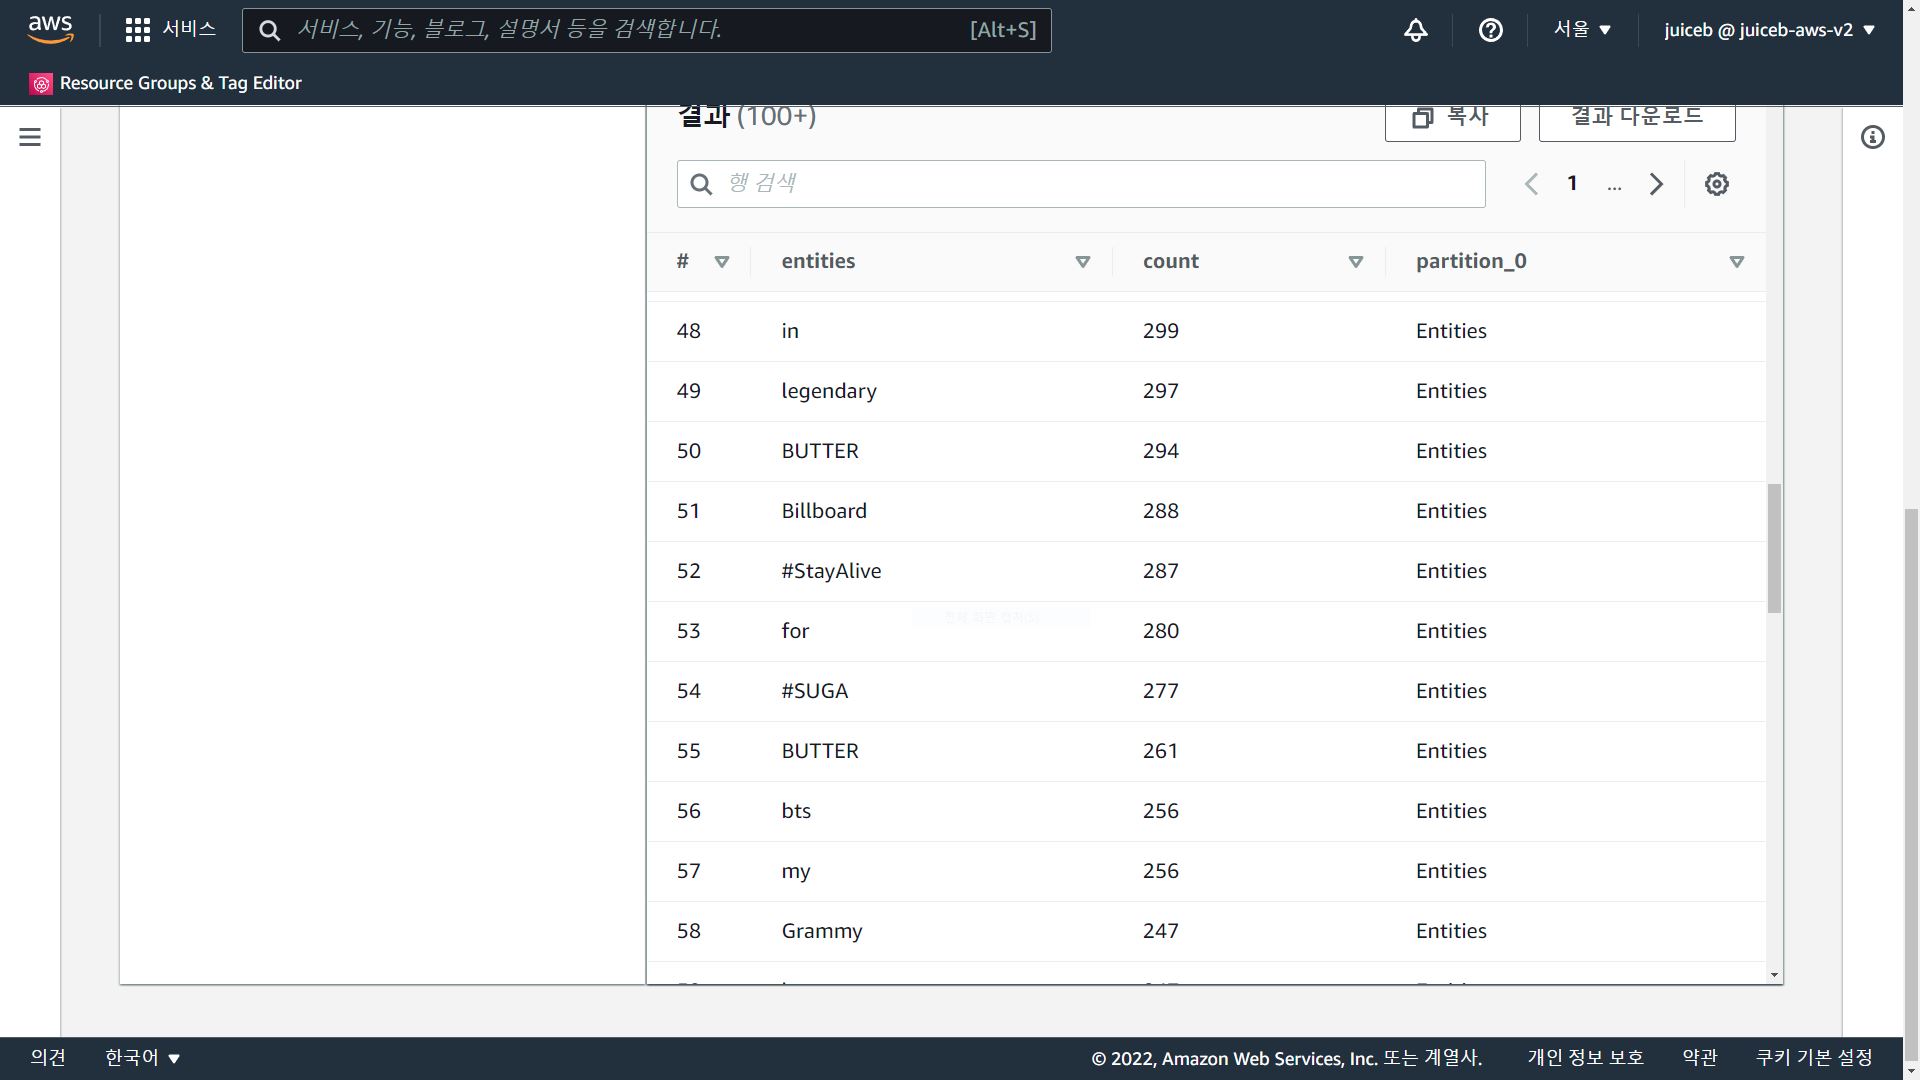 aws
서비스
서비스, 기능, 블로그, 설명서 등을 검색합니다.
[Alt+S]
서울 ▼
juiceb @ juiceb-aws-v2 ▼
Resource Groups & Tag Editor
결과 (100+)
복사
결과 다운로드
행 검색
1 ...
# entities count partition_0
48 in 299 Entities
49 legendary 297 Entities
50 BUTTER 294 Entities
51 Billboard 288 Entities
52 #StayAlive 287 Entities
53 for 280 Entities
54 #SUGA 277 Entities
55 BUTTER 261 Entities
56 bts 256 Entities
57 my 256 Entities
58 Grammy 247 Entities
의견 한국어 ▼ © 2022, Amazon Web Services, Inc. 또는 계열사. 개인 정보 보호 약관 쿠키 기본 설정